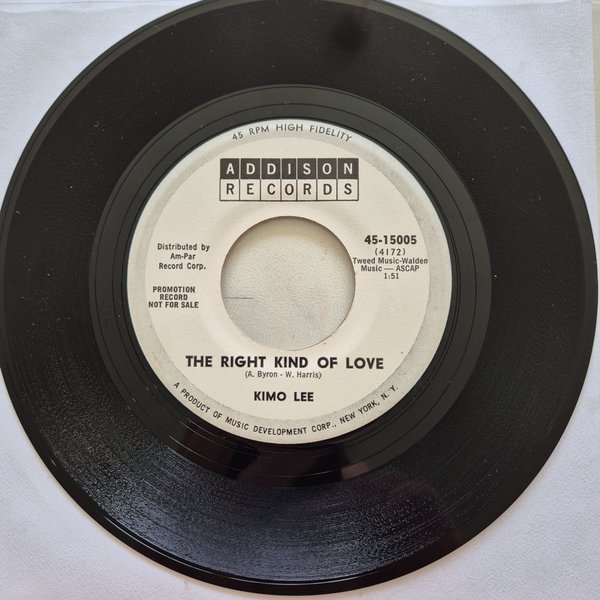 45 RPM HIGH FIDELITY
ADDISON
RECORDS
Distributed by
Am-Par
Record Corp.
PROMOTION
RECORD
NOT FOR SALE
45-15005
(4172)
Tweed Music-Walden
Music — ASCAP
1:51
THE RIGHT KIND OF LOVE
(A. Byron - W. Harris)
KIMO LEE
A PRODUCT OF MUSIC DEVELOPMENT CORP., NEW YORK, N. Y.